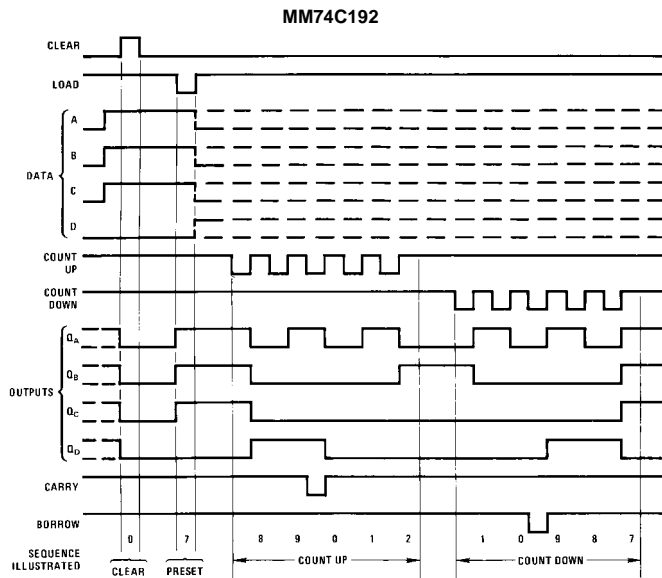 MM74C192
CLEAR
LOAD
A
B
DATA
C
D
COUNT
UP
COUNT
DOWN
QA
QB
OUTPUTS
QC
QD
CARRY
BORROW
0 7 8 9 0 1 2 1 0 9 8 7
SEQUENCE
ILLUSTRATED
CLEAR PRESET COUNT UP COUNT DOWN